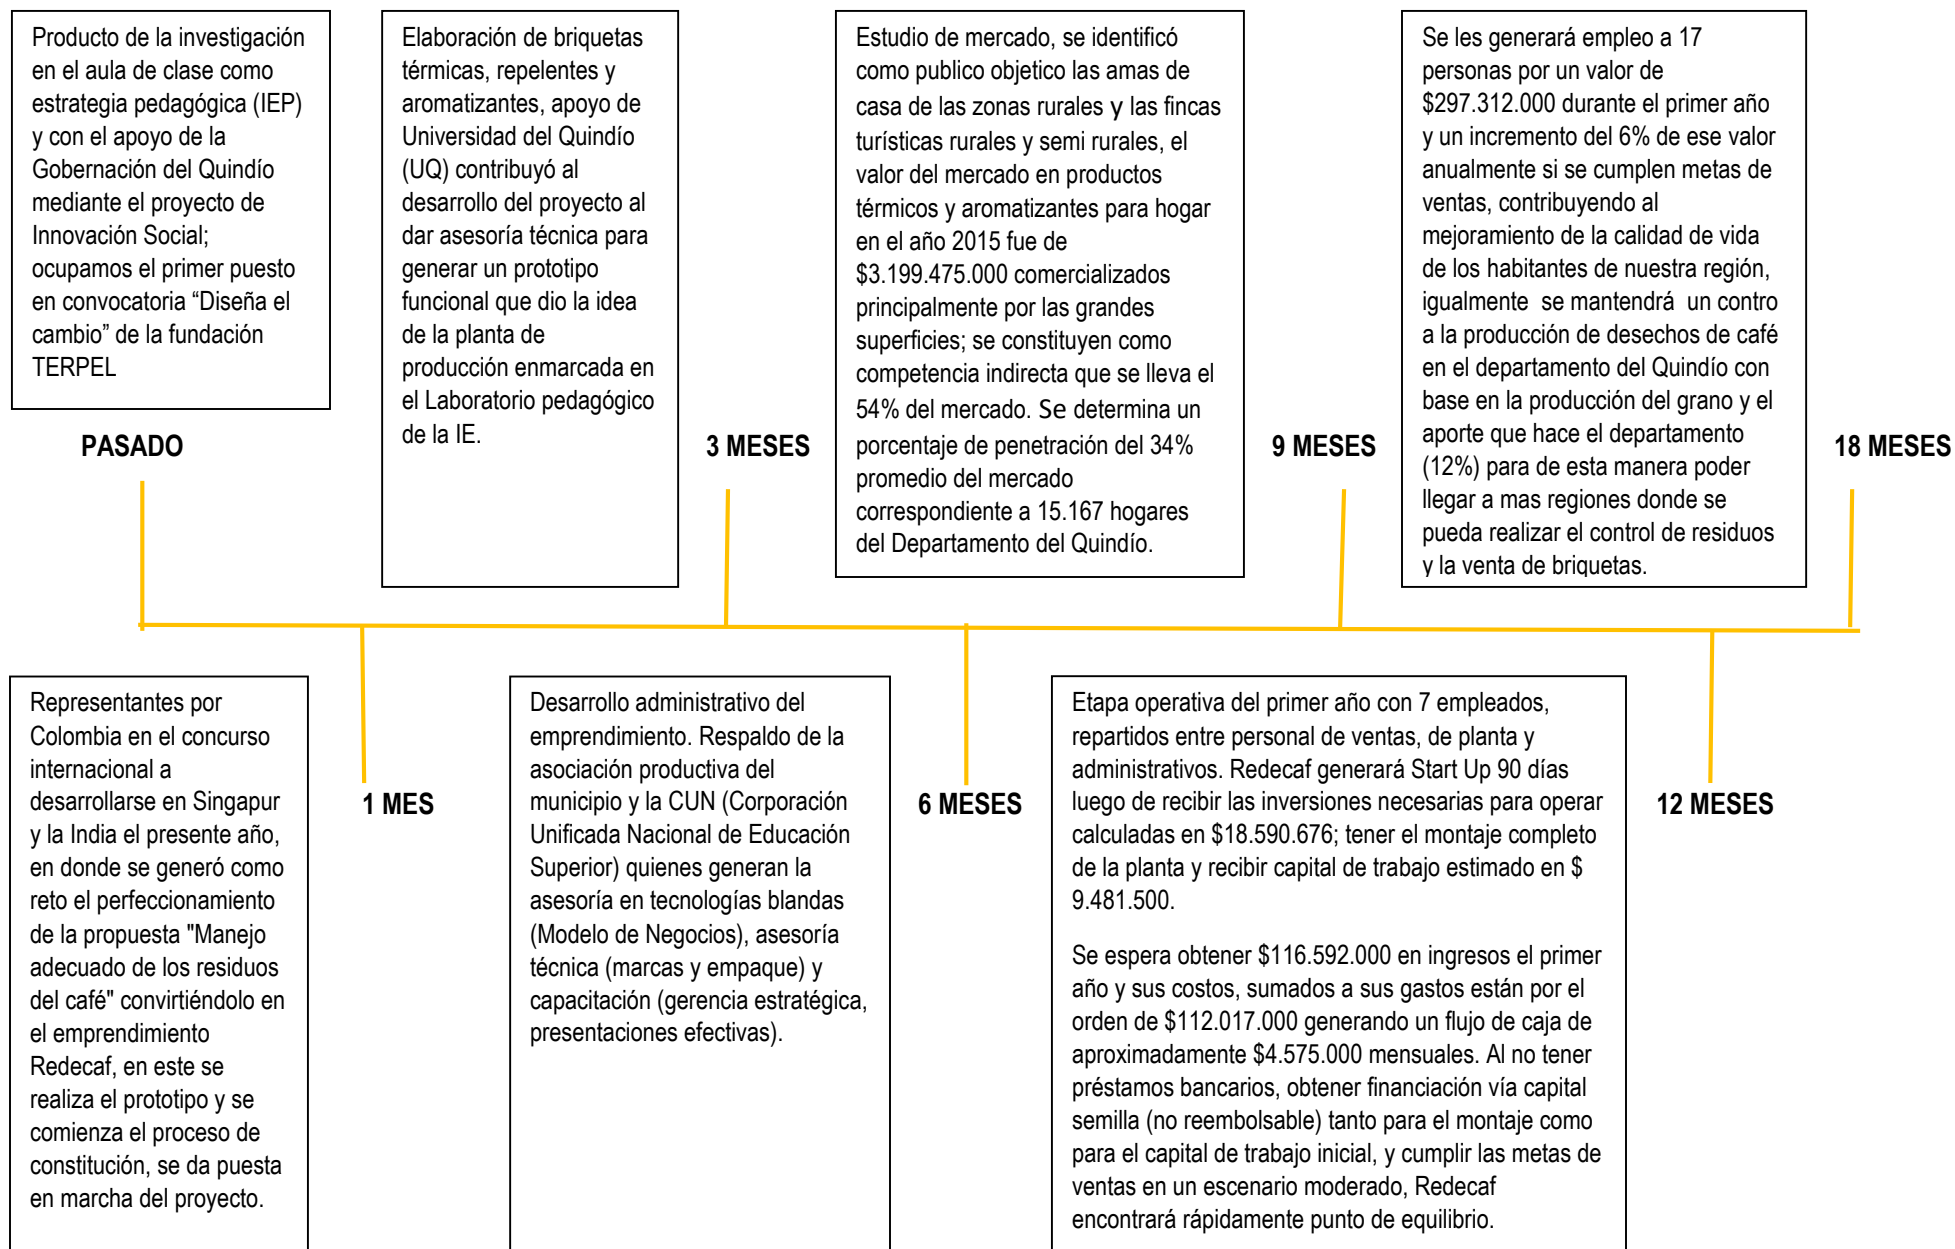 Producto de la investigación
en el aula de clase como
estrategia pedagógica (IEP)
y con el apoyo de la
Gobernación del Quindío
mediante el proyecto de
Innovación Social;
ocupamos el primer puesto
en convocatoria “Diseña el
cambio” de la fundación
TERPEL
PASADO
Elaboración de briquetas
térmicas, repelentes y
aromatizantes, apoyo de
Universidad del Quindío
(UQ) contribuyó al
desarrollo del proyecto al
dar asesoría técnica para
generar un prototipo
funcional que dio la idea
de la planta de
producción enmarcada en
el Laboratorio pedagógico
de la IE.
3 MESES
Estudio de mercado, se identificó
como publico objetico las amas de
casa de las zonas rurales y las fincas
turísticas rurales y semi rurales, el
valor del mercado en productos
térmicos y aromatizantes para hogar
en el año 2015 fue de
$3.199.475.000 comercializados
principalmente por las grandes
superficies; se constituyen como
competencia indirecta que se lleva el
54% del mercado. Se determina un
porcentaje de penetración del 34%
promedio del mercado
correspondiente a 15.167 hogares
del Departamento del Quindío.
9 MESES
Se les generará empleo a 17
personas por un valor de
$297.312.000 durante el primer año
y un incremento del 6% de ese valor
anualmente si se cumplen metas de
ventas, contribuyendo al
mejoramiento de la calidad de vida
de los habitantes de nuestra región,
igualmente se mantendrá un contro
a la producción de desechos de café
en el departamento del Quindío con
base en la producción del grano y el
aporte que hace el departamento
(12%) para de esta manera poder
llegar a mas regiones donde se
pueda realizar el control de residuos
y la venta de briquetas.
18 MESES
Representantes por
Colombia en el concurso
internacional a
desarrollarse en Singapur
y la India el presente año,
en donde se generó como
reto el perfeccionamiento
de la propuesta "Manejo
adecuado de los residuos
del café" convirtiéndolo en
el emprendimiento
Redecaf, en este se
realiza el prototipo y se
comienza el proceso de
constitución, se da puesta
en marcha del proyecto.
1 MES
Desarrollo administrativo del
emprendimiento. Respaldo de la
asociación productiva del
municipio y la CUN (Corporación
Unificada Nacional de Educación
Superior) quienes generan la
asesoría en tecnologías blandas
(Modelo de Negocios), asesoría
técnica (marcas y empaque) y
capacitación (gerencia estratégica,
presentaciones efectivas).
6 MESES
Etapa operativa del primer año con 7 empleados,
repartidos entre personal de ventas, de planta y
administrativos. Redecaf generará Start Up 90 días
luego de recibir las inversiones necesarias para operar
calculadas en $18.590.676; tener el montaje completo
de la planta y recibir capital de trabajo estimado en $
9.481.500.
Se espera obtener $116.592.000 en ingresos el primer
año y sus costos, sumados a sus gastos están por el
orden de $112.017.000 generando un flujo de caja de
aproximadamente $4.575.000 mensuales. Al no tener
préstamos bancarios, obtener financiación vía capital
semilla (no reembolsable) tanto para el montaje como
para el capital de trabajo inicial, y cumplir las metas de
ventas en un escenario moderado, Redecaf
encontrará rápidamente punto de equilibrio.
12 MESES